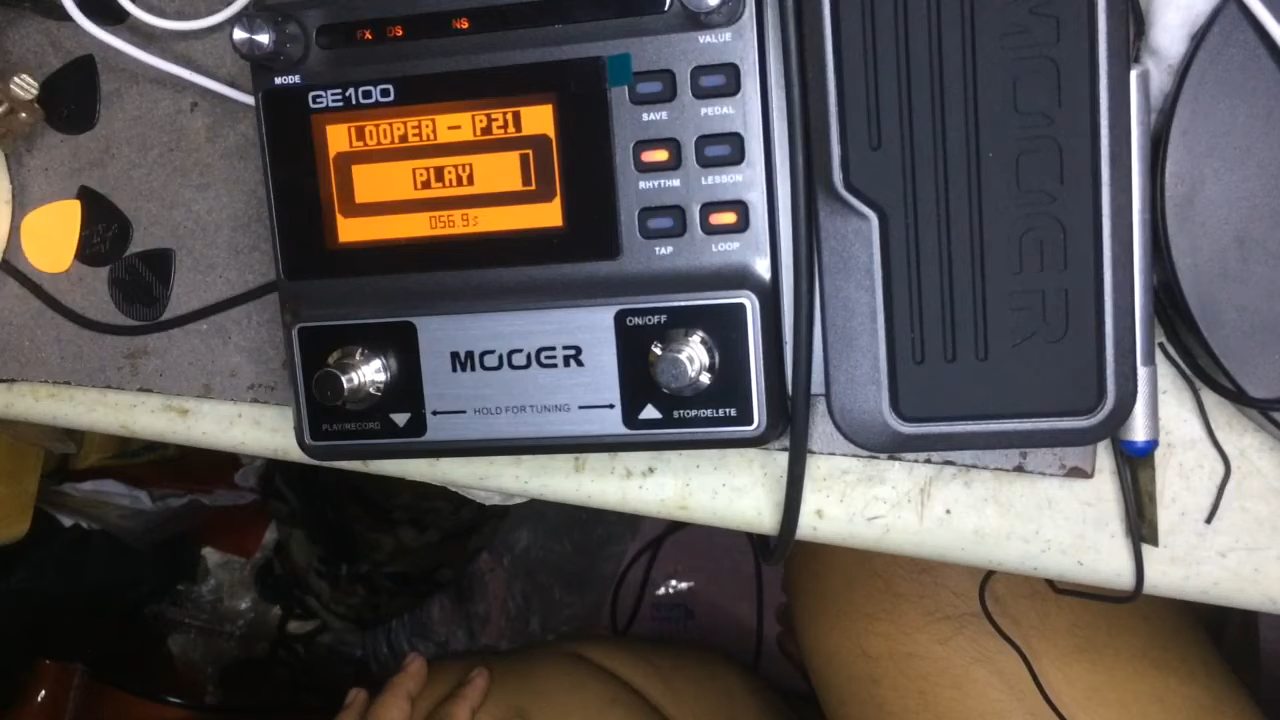 FX DS NS
VALUE
MODE
GE100
LOOPER - P21
PLAY
056.9s
SAVE
PEDAL
RHYTHM
LESSON
TAP
LOOP
ON/OFF
MOOER
HOLD FOR TUNING
PLAY/RECORD
STOP/DELETE
MOOER